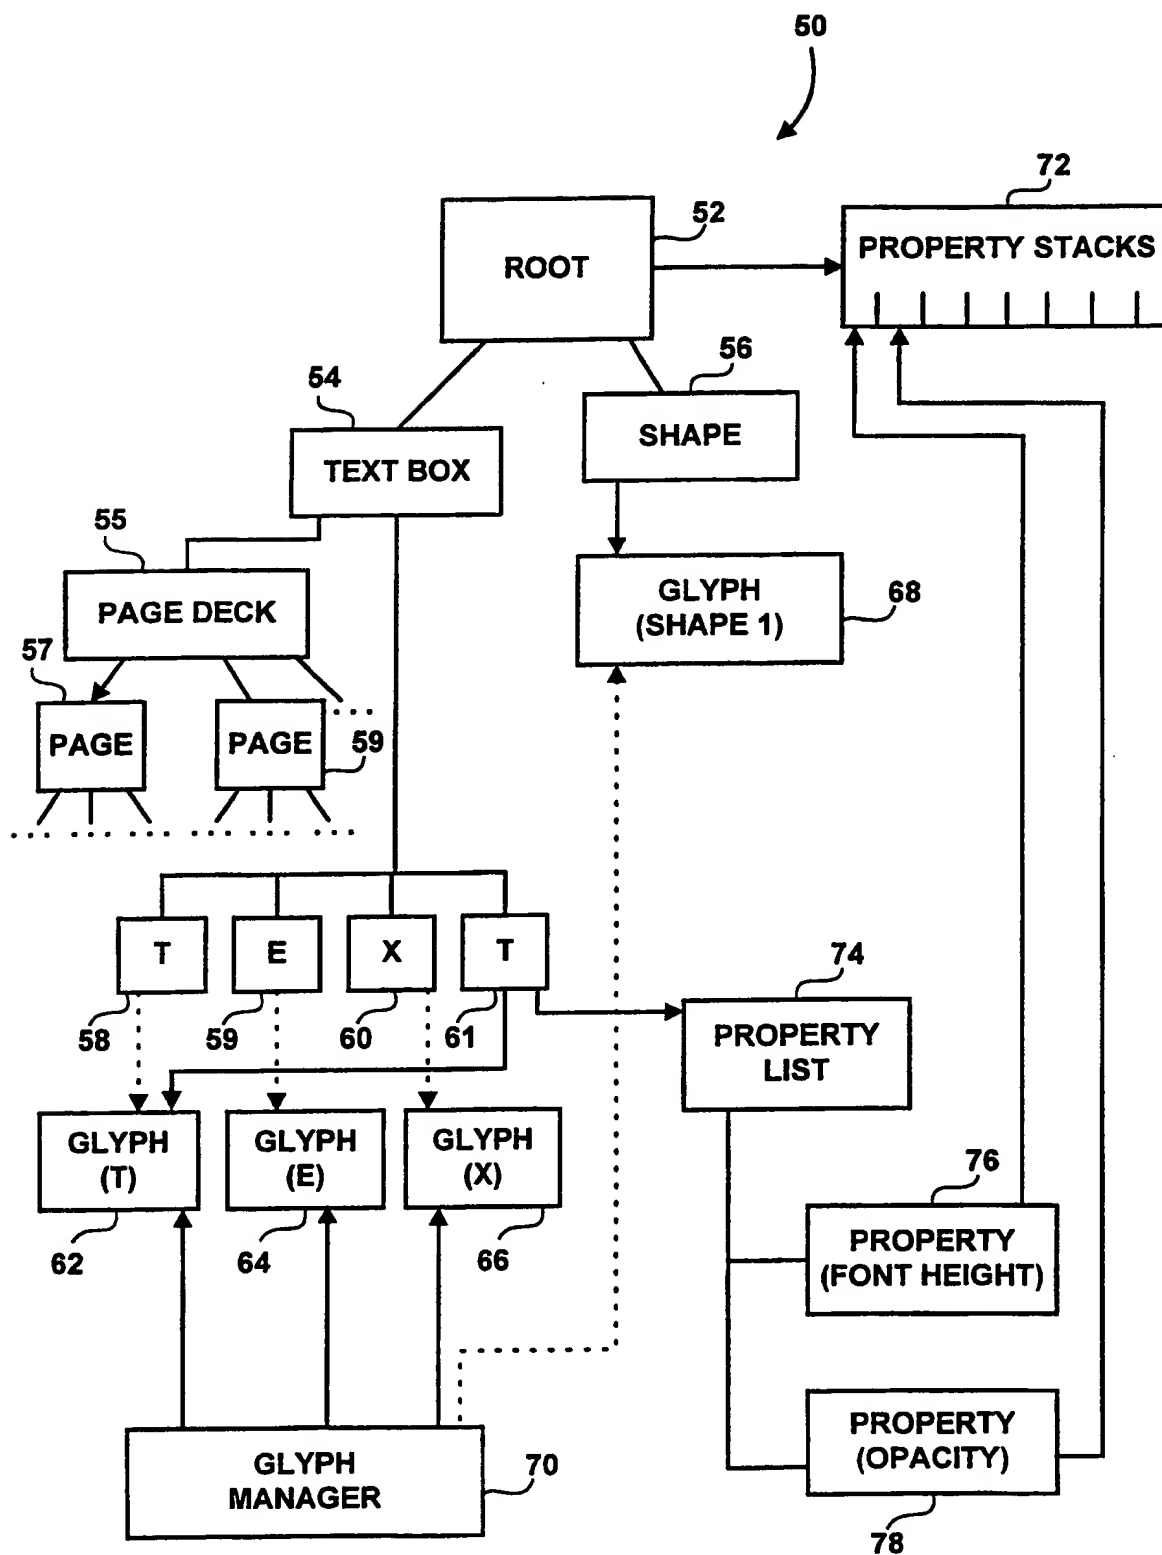 50
72
52
PROPERTY STACKS
ROOT
56
54
SHAPE
TEXT BOX
55
GLYPH
(SHAPE 1)
68
PAGE DECK
57
PAGE
PAGE
59
T
E
X
T
74
58
59
60
61
PROPERTY
LIST
GLYPH
(T)
GLYPH
(E)
GLYPH
(X)
76
62
64
66
PROPERTY
(FONT HEIGHT)
PROPERTY
(OPACITY)
GLYPH
MANAGER
70
78